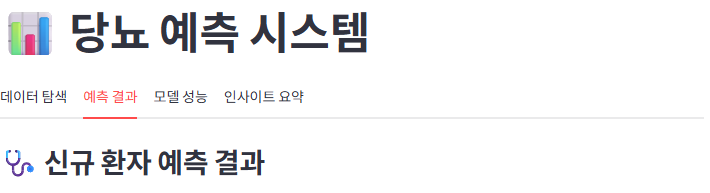 당뇨 예측 시스템
데이터 탐색 예측 결과 모델 성능 인사이트 요약
신규 환자 예측 결과